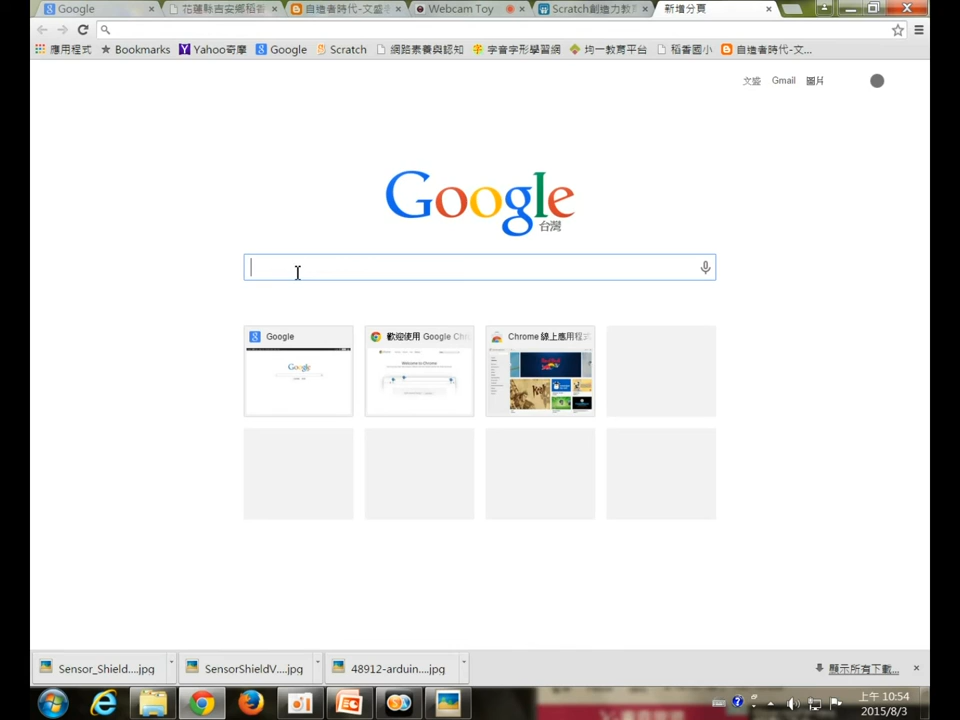 Google
花蓮縣吉安鄉稻香
自造者時代-文盛老
Webcam Toy
Scratch創造力教育
新增分頁
應用程式
Bookmarks
Yahoo奇摩
Google
Scratch
網路素養與認知
字音字形學習網
均一教育平台
稻香國小
自造者時代-文...
文盛
Gmail
圖片
Google
台灣
Google
歡迎使用 Google Chr
Chrome 線上應用程式
Sensor_Shield....jpg
SensorShieldV....jpg
48912-arduin....jpg
顯示所有下載...
上午 10:54
2015/8/3